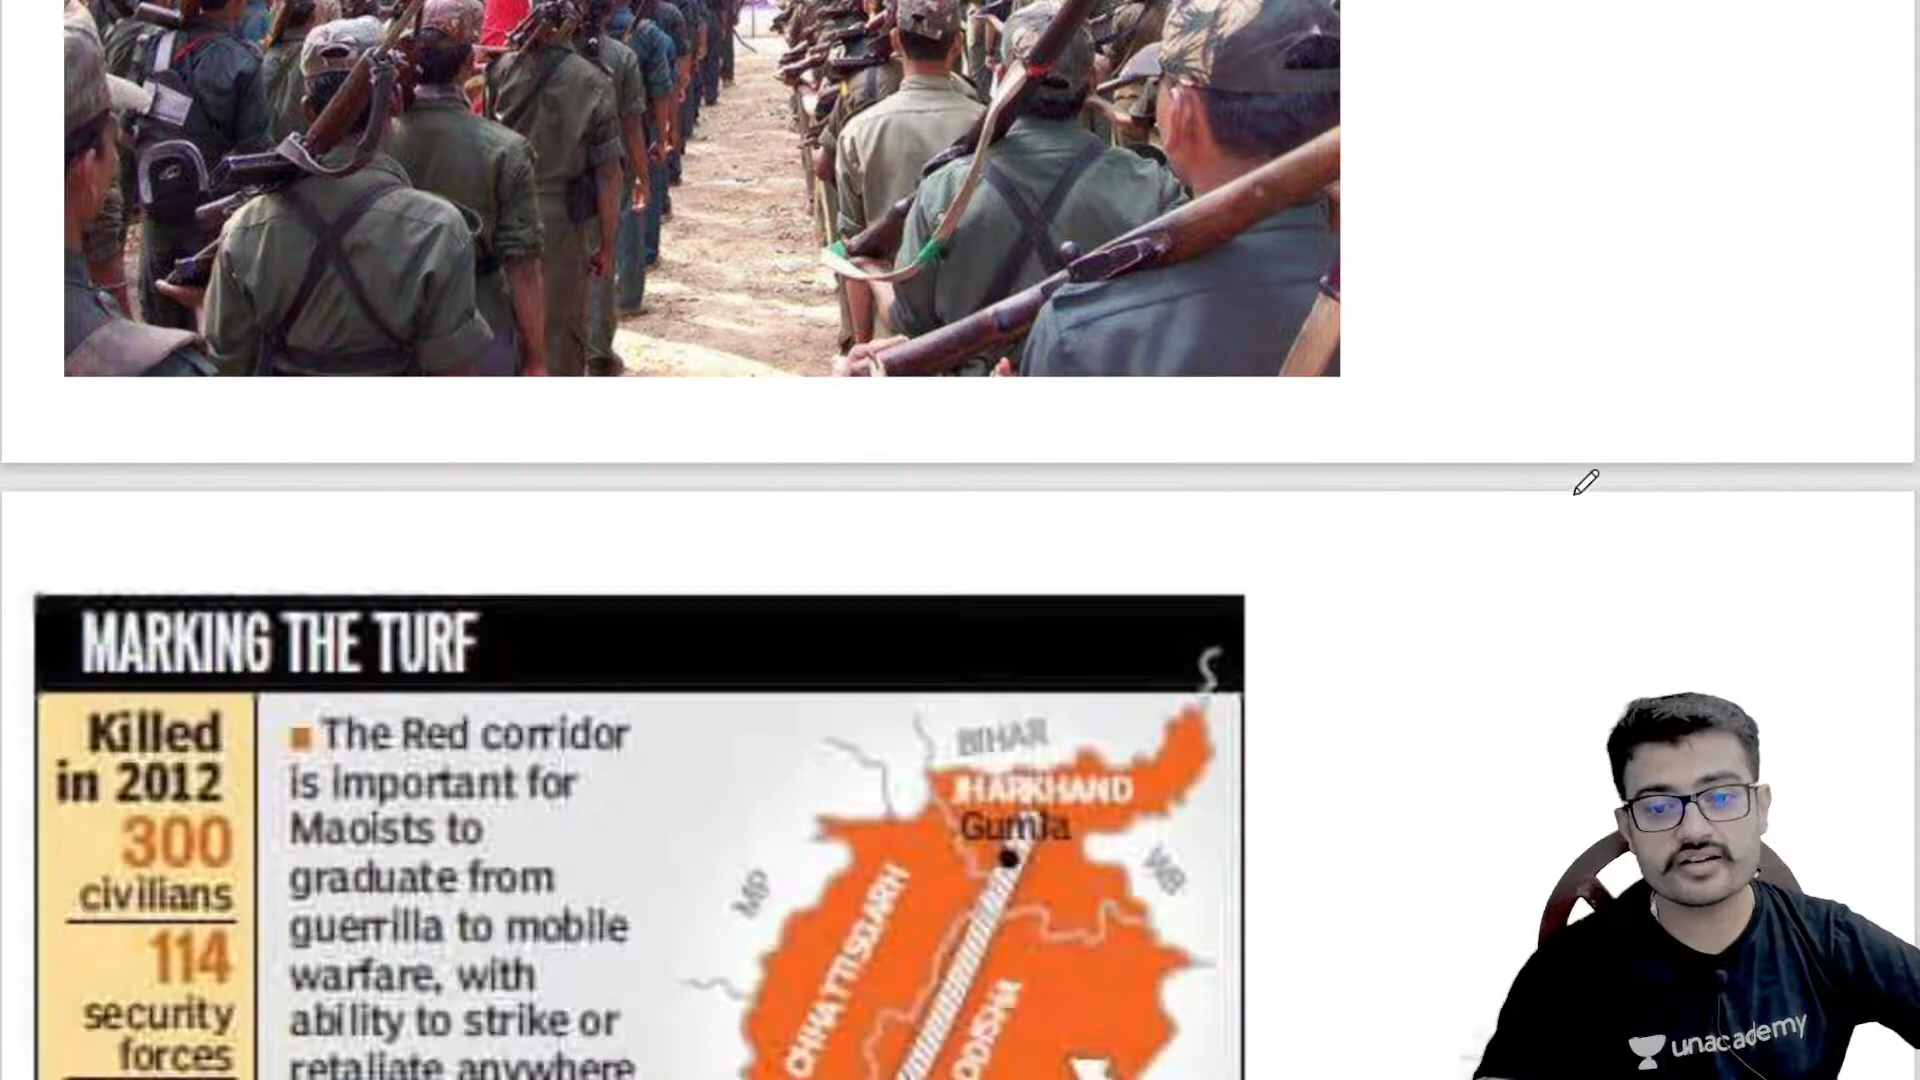 MARKING THE TURF
Killed
in 2012
300
civilians
114
security
forces
The Red corridor
is important for
Maoists to
graduate from
guerrilla to mobile
warfare, with
ability to strike or
retaliate anywhere
BIHAR
JHARKHAND
Gumla
MP
WB
CHHATTISGARH
ODISHA
unacademy